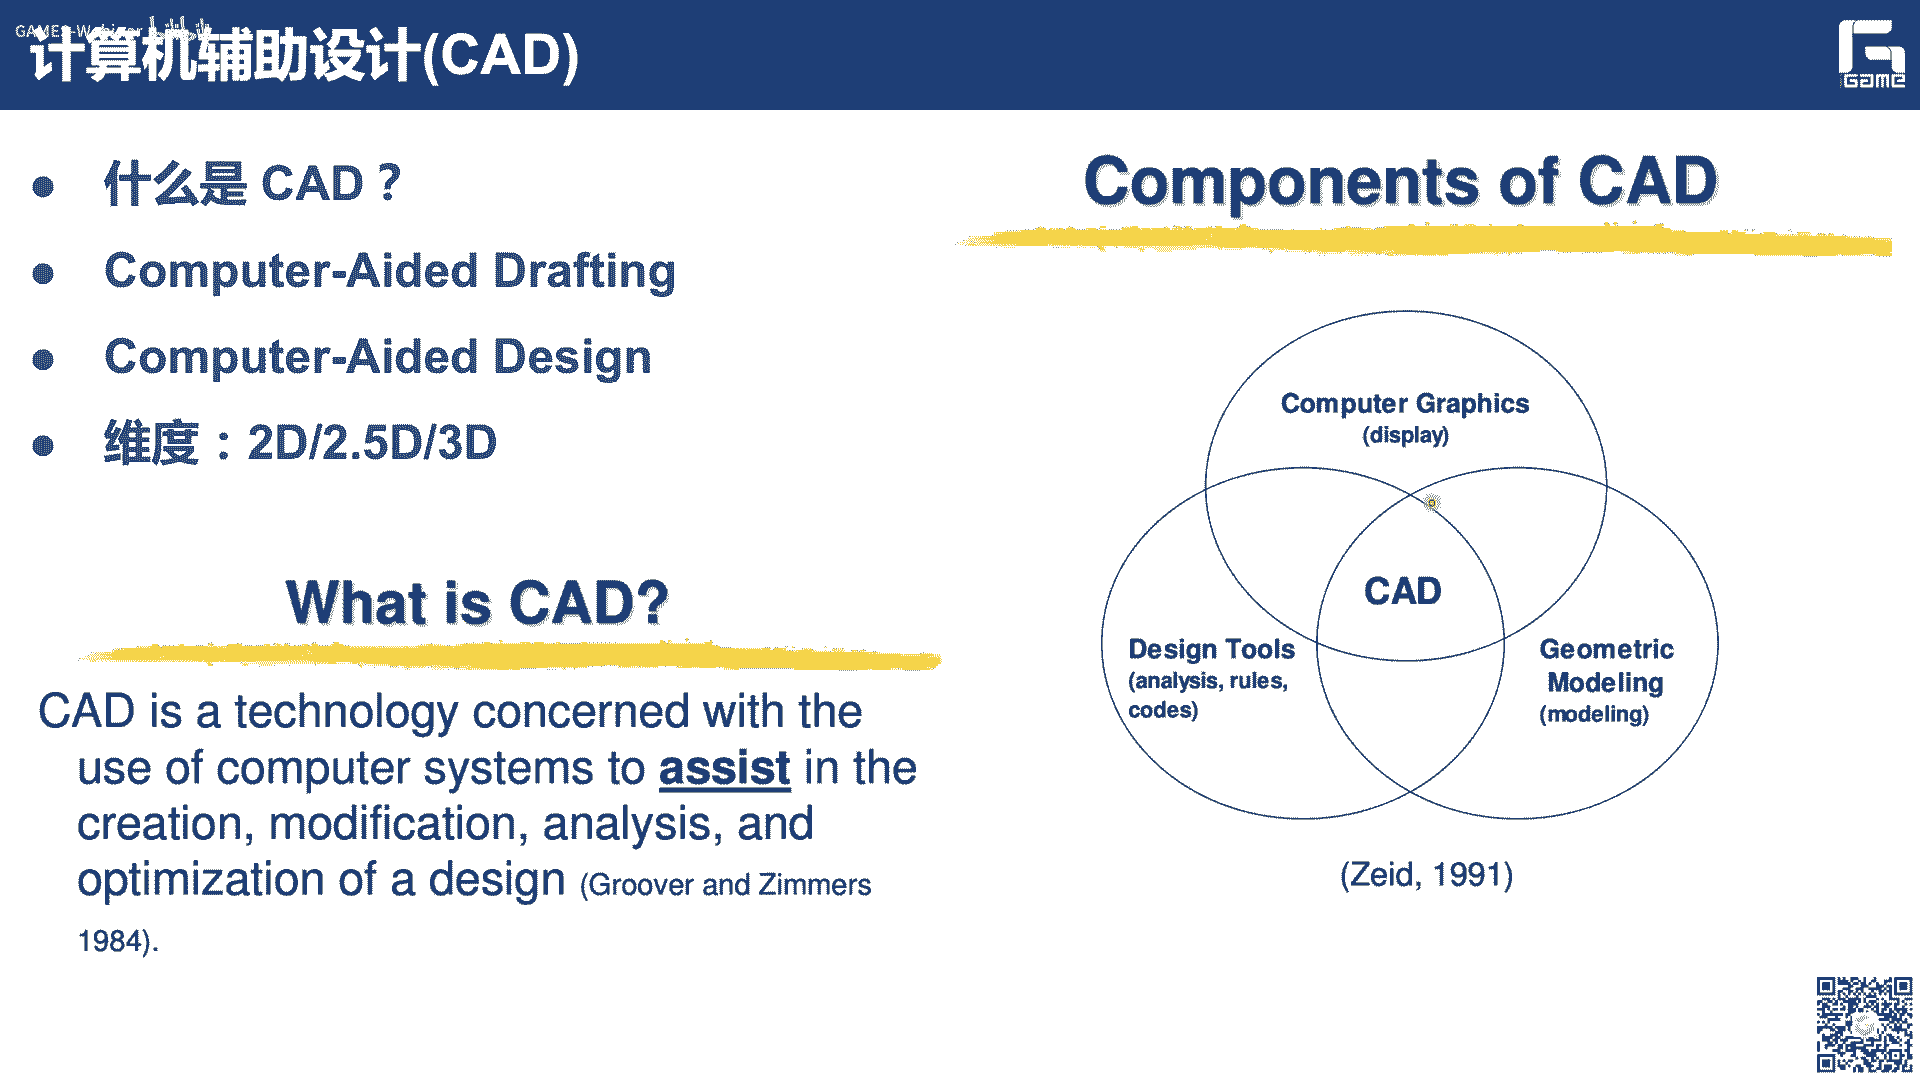 计算机辅助设计(CAD)
GAME
什么是 CAD？
Computer-Aided Drafting
Computer-Aided Design
维度：2D/2.5D/3D
What is CAD?
CAD is a technology concerned with the
use of computer systems to assist in the
creation, modification, analysis, and
optimization of a design (Groover and Zimmers
1984).
Components of CAD
Computer Graphics
(display)
CAD
Design Tools
(analysis, rules,
codes)
Geometric
Modeling
(modeling)
(Zeid, 1991)